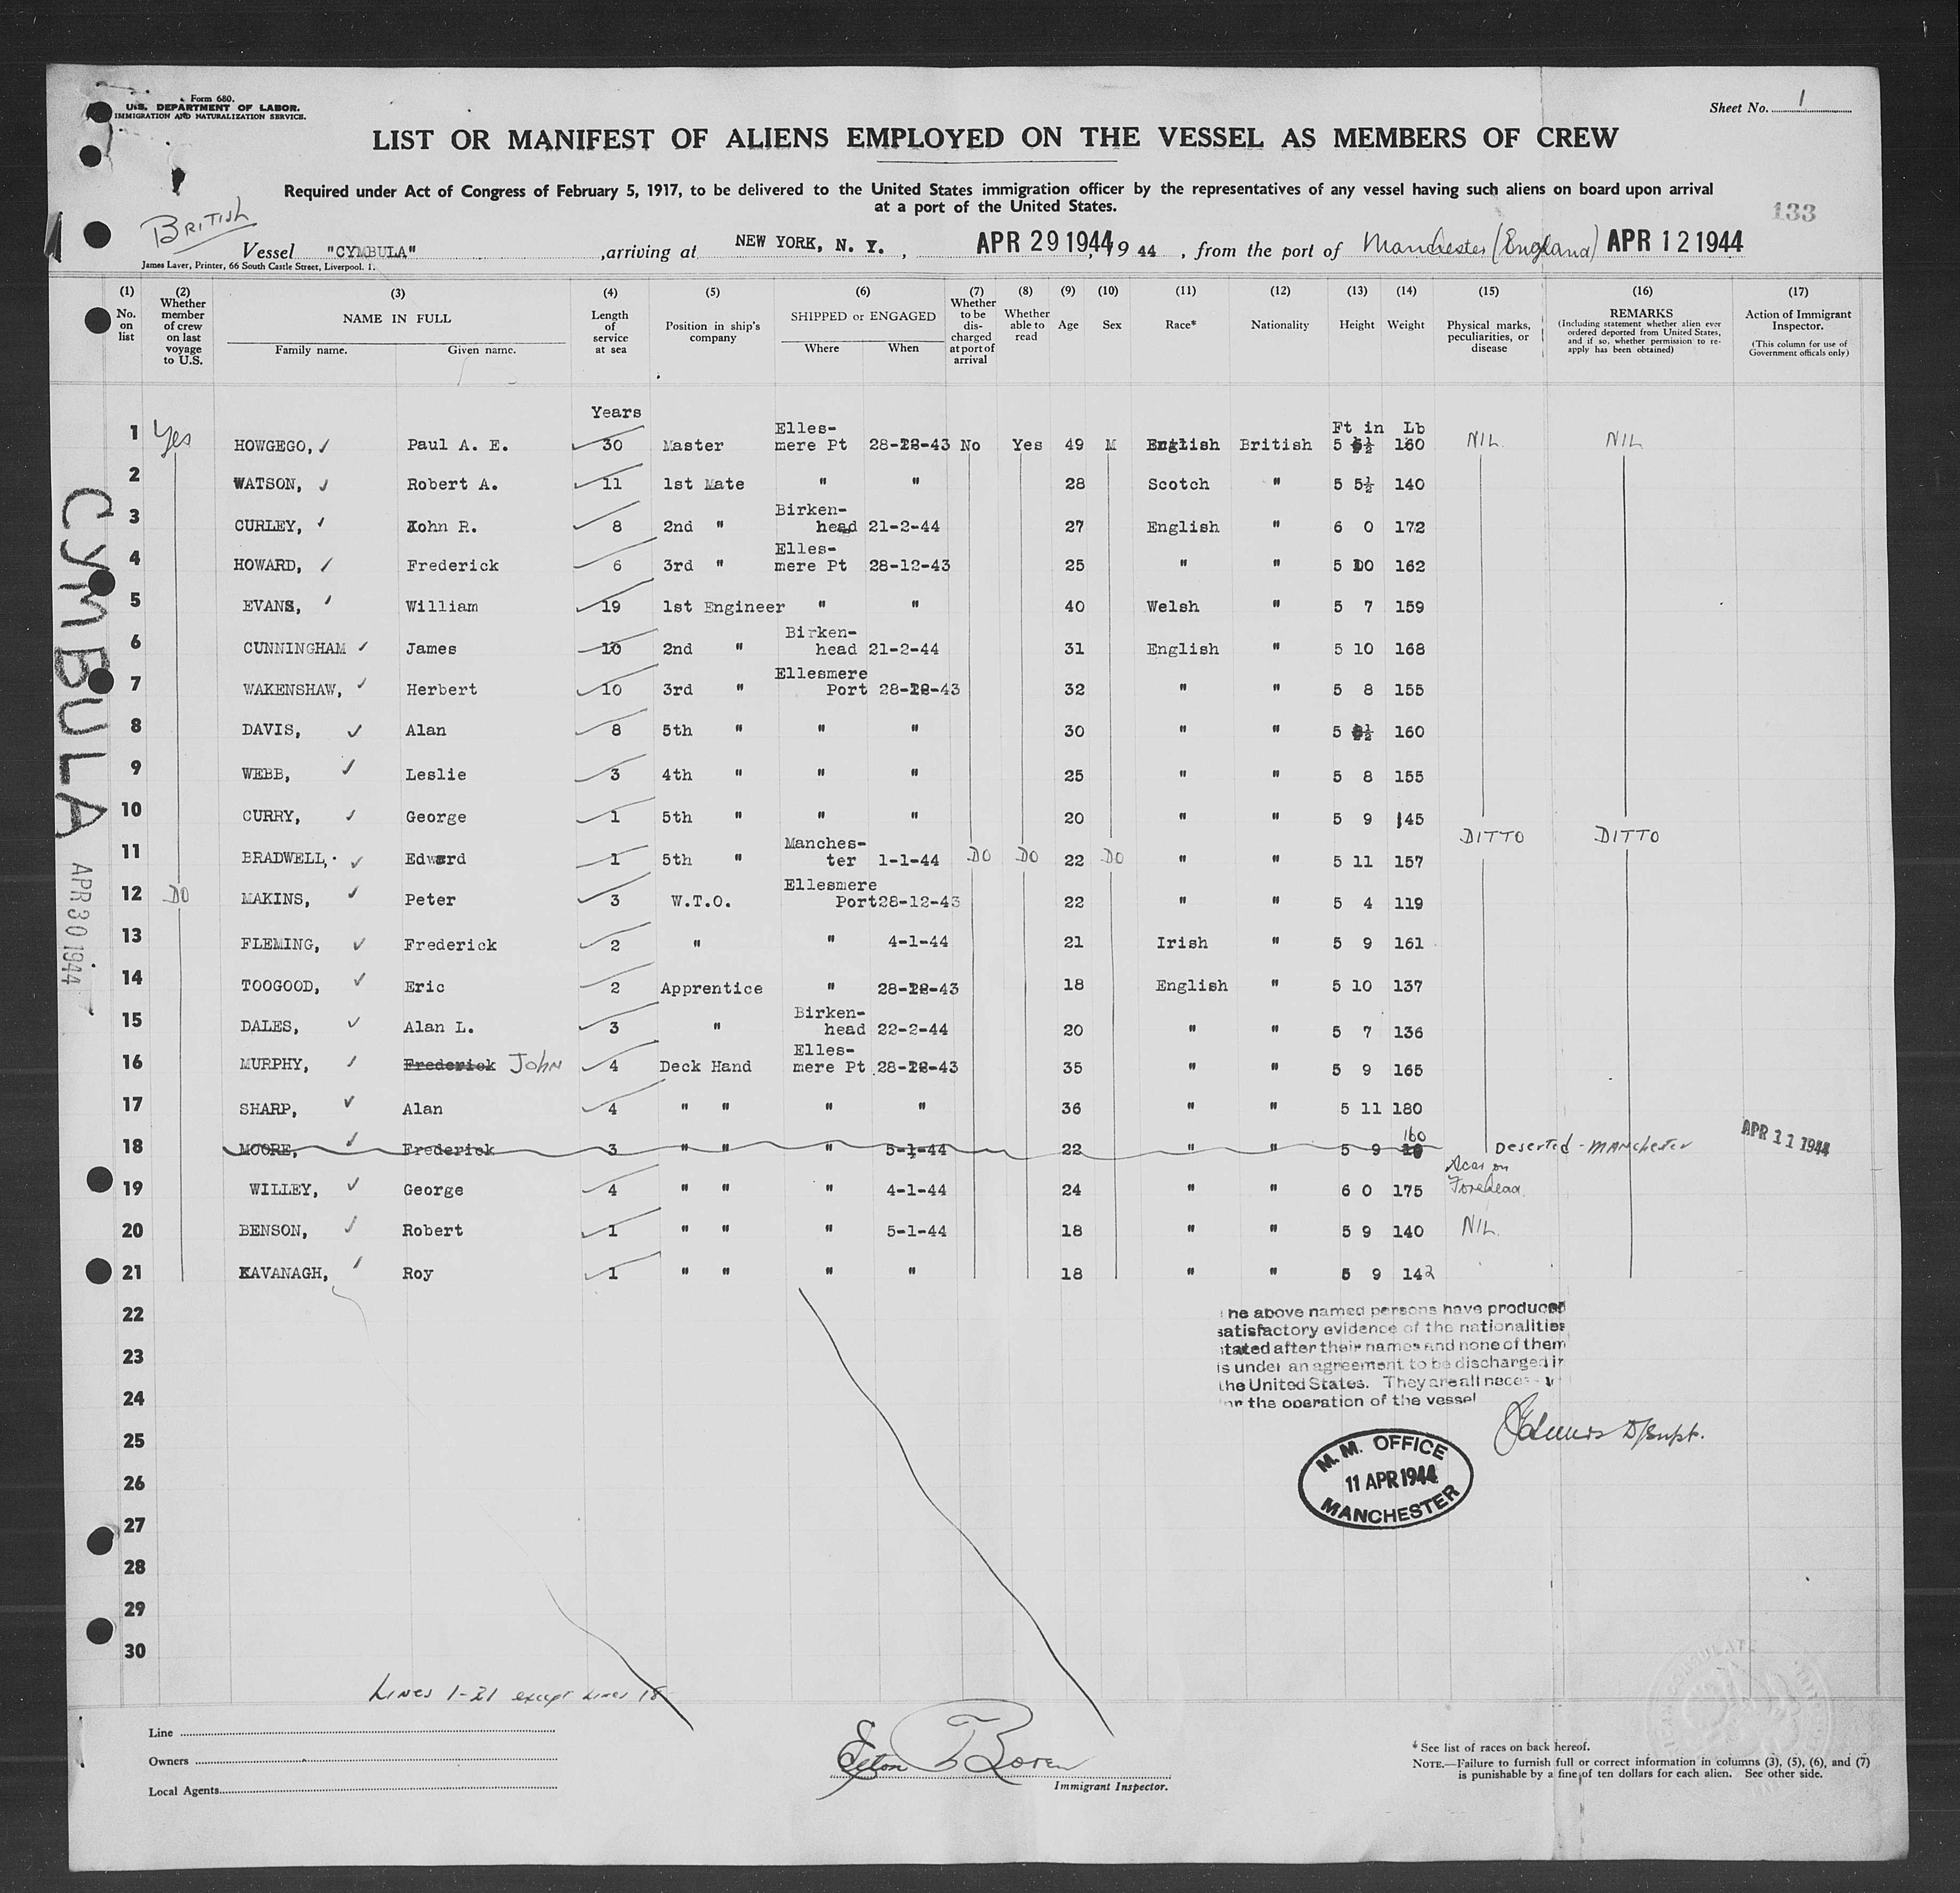 Form 680.
U.S. DEPARTMENT OF LABOR.
IMMIGRATION AND NATURALIZATION SERVICE.
Sheet No. 1
LIST OR MANIFEST OF ALIENS EMPLOYED ON THE VESSEL AS MEMBERS OF CREW
Required under Act of Congress of February 5, 1917, to be delivered to the United States immigration officer by the representatives of any vessel having such aliens on board upon arrival
at a port of the United States.
133
BRITISH
Vessel "CYMBULA" , arriving at NEW YORK, N. Y. , APR 29 1944 , 19 44 , from the port of Manchester (England) APR 12 1944
James Laver, Printer, 66 South Castle Street, Liverpool. 1.
(1) No. on list
(2) Whether member of crew on last voyage to U.S.
(3) NAME IN FULL Family name. Given name.
(4) Length of service at sea
(5) Position in ship's company
(6) SHIPPED or ENGAGED Where When
(7) Whether to be discharged at port of arrival
(8) Whether able to read
(9) Age
(10) Sex
(11) Race*
(12) Nationality
(13) Height
(14) Weight
(15) Physical marks, peculiarities, or disease
(16) REMARKS (Including statement whether alien ever ordered deported from United States, and if so, whether permission to re-apply has been obtained)
(17) Action of Immigrant Inspector. (This column for use of Government officals only)
Years Ft in Lb
1 Yes HOWGEGO, Paul A. E. 30 Master Ellesmere Pt 28-12-43 No Yes 49 M English British 5 ½ 160 NIL. NIL
2 WATSON, Robert A. 11 1st Mate " " 28 Scotch " 5 5½ 140
3 CURLEY, John R. 8 2nd " Birkenhead 21-2-44 27 English " 6 0 172
4 HOWARD, Frederick 6 3rd " Ellesmere Pt 28-12-43 25 " " 5 10 162
5 EVANS, William 19 1st Engineer " " 40 Welsh " 5 7 159
6 CUNNINGHAM James 10 2nd " Birkenhead 21-2-44 31 English " 5 10 168
7 WAKENSHAW, Herbert 10 3rd " Ellesmere Port 28-12-43 32 " " 5 8 155
8 DAVIS, Alan 8 5th " " " 30 " " 5 ½ 160
9 WEBB, Leslie 3 4th " " " 25 " " 5 8 155
10 CURRY, George 1 5th " " " 20 " " 5 9 145
DITTO DITTO
11 BRADWELL, Edward 1 5th " Manchester 1-1-44 DO DO 22 DO " " 5 11 157
12 DO MAKINS, Peter 3 W.T.O. Ellesmere Port 28-12-43 22 " " 5 4 119
13 FLEMING, Frederick 2 " " 4-1-44 21 Irish " 5 9 161
14 TOOGOOD, Eric 2 Apprentice " 28-12-43 18 English " 5 10 137
15 DALES, Alan L. 3 " Birkenhead 22-2-44 20 " " 5 7 136
16 MURPHY, Frederick John 4 Deck Hand Ellesmere Pt 28-12-43 35 " " 5 9 165
17 SHARP, Alan 4 " " " " 36 " " 5 11 180
18 MOORE, Frederick 3 " " " 5-1-44 22 " " 5 9 160 Deserted - Manchester APR 11 1944
19 WILLEY, George 4 " " " 4-1-44 24 " " 6 0 175 Scar on Forehead
20 BENSON, Robert 1 " " " 5-1-44 18 " " 5 9 140 NIL.
21 KAVANAGH, Roy 1 " " " " 18 " " 5 9 142
22
23
24
25
26
27
28
29
30
CYMBULA
APR 30 1944
he above named persons have produced
satisfactory evidence of the nationalities
tated after their names and none of them
is under an agreement to be discharged in
the United States. They are all
or the operation of the vessel
D/Supt.
M. M. OFFICE
11 APR 1944
MANCHESTER
Lines 1-21 except lines 18
Line
Owners
Local Agents
Immigrant Inspector.
* See list of races on back hereof.
NOTE.—Failure to furnish full or correct information in columns (3), (5), (6), and (7)
is punishable by a fine of ten dollars for each alien. See other side.